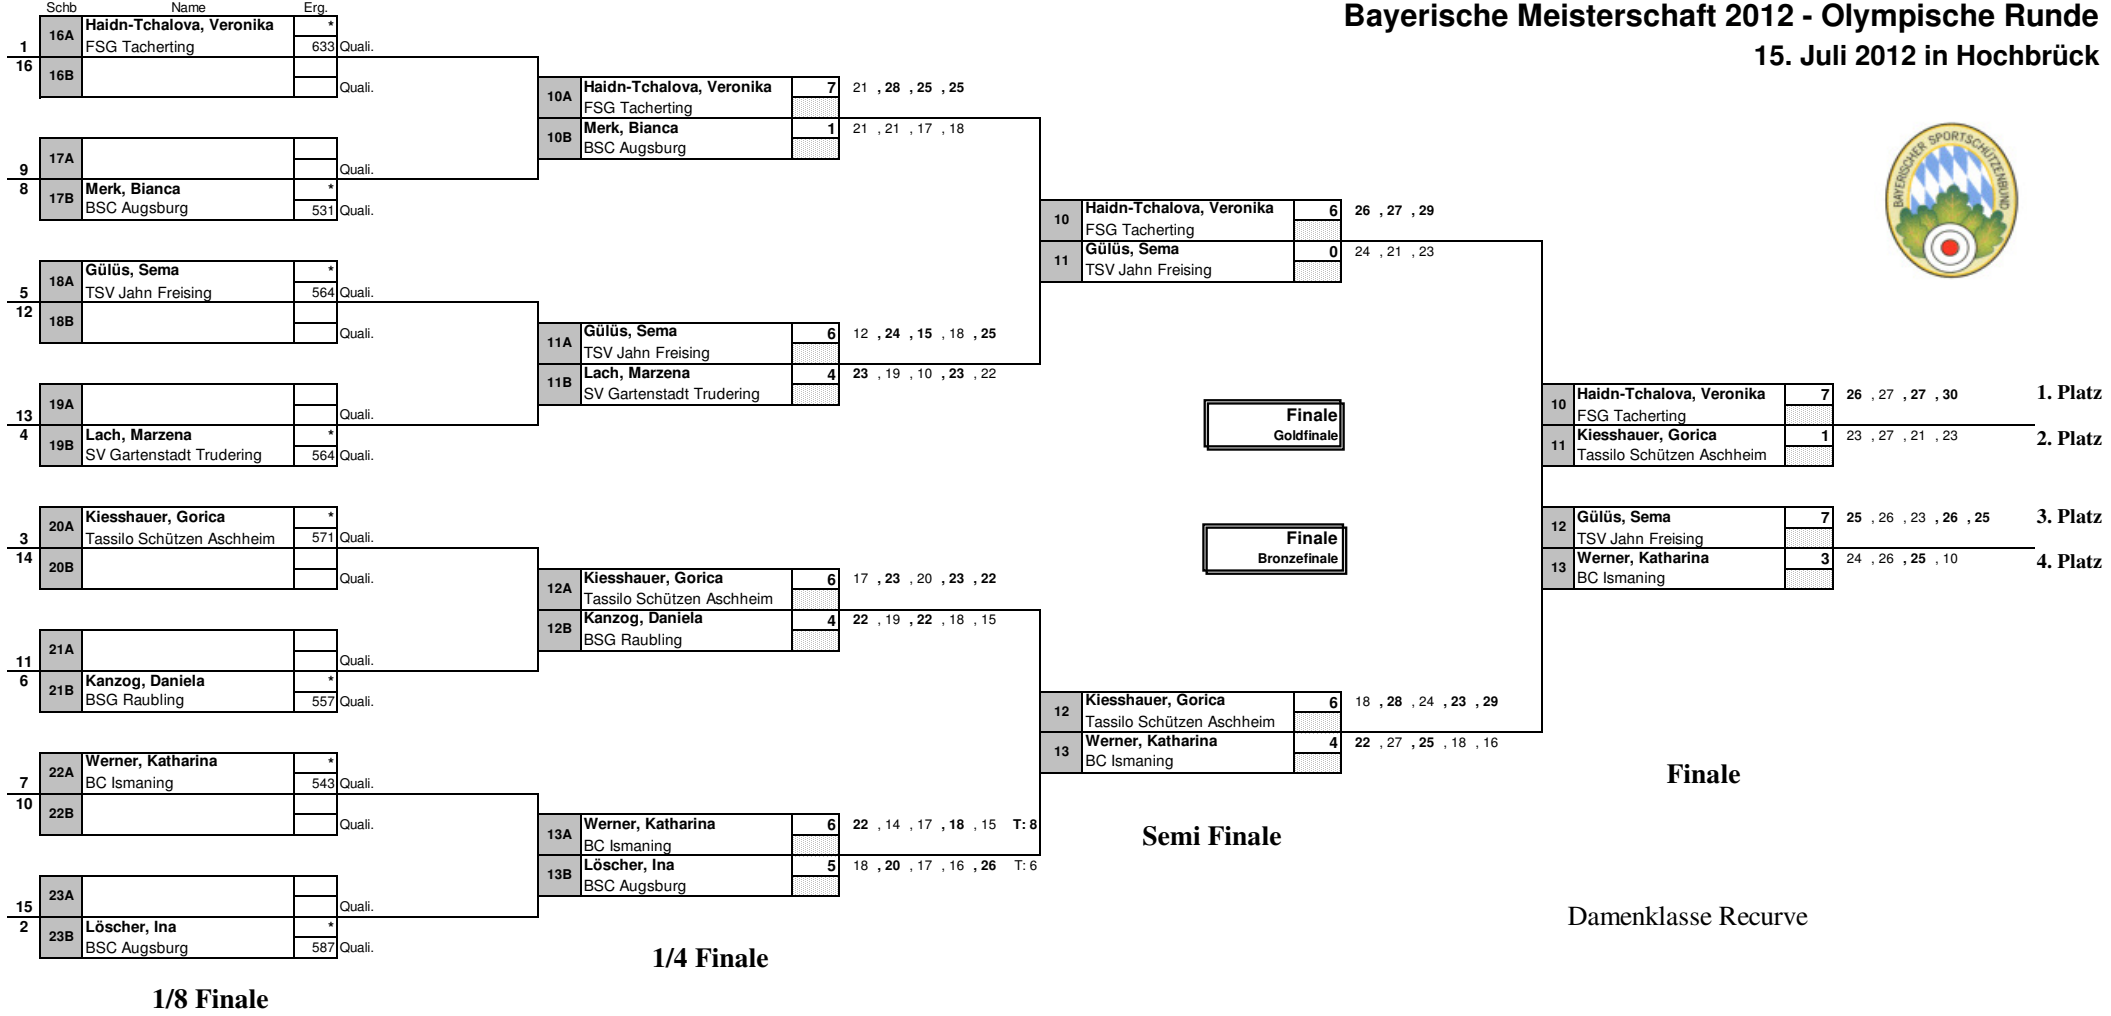 Bayerische Meisterschaft 2012 - Olympische Runde
15. Juli 2012 in Hochbrück
BAYERISCHER SPORTSCHÜTZENBUND
Schb Name Erg.
16A Haidn-Tchalova, Veronika *
1 FSG Tacherting 633 Quali.
16 16B
Quali.
17A
9 Quali.
8 17B Merk, Bianca *
BSC Augsburg 531 Quali.
18A Gülüs, Sema *
5 TSV Jahn Freising 564 Quali.
12 18B
Quali.
19A
13 Quali.
4 19B Lach, Marzena *
SV Gartenstadt Trudering 564 Quali.
20A Kiesshauer, Gorica *
3 Tassilo Schützen Aschheim 571 Quali.
14 20B
Quali.
21A
11 Quali.
6 21B Kanzog, Daniela *
BSG Raubling 557 Quali.
22A Werner, Katharina *
7 BC Ismaning 543 Quali.
10 22B
Quali.
23A
15 Quali.
2 23B Löscher, Ina *
BSC Augsburg 587 Quali.
1/8 Finale
10A Haidn-Tchalova, Veronika 7 21 , 28 , 25 , 25
FSG Tacherting
10B Merk, Bianca 1 21 , 21 , 17 , 18
BSC Augsburg
11A Gülüs, Sema 6 12 , 24 , 15 , 18 , 25
TSV Jahn Freising
11B Lach, Marzena 4 23 , 19 , 10 , 23 , 22
SV Gartenstadt Trudering
12A Kiesshauer, Gorica 6 17 , 23 , 20 , 23 , 22
Tassilo Schützen Aschheim
12B Kanzog, Daniela 4 22 , 19 , 22 , 18 , 15
BSG Raubling
13A Werner, Katharina 6 22 , 14 , 17 , 18 , 15 T: 8
BC Ismaning
13B Löscher, Ina 5 18 , 20 , 17 , 16 , 26 T: 6
BSC Augsburg
1/4 Finale
10 Haidn-Tchalova, Veronika 6 26 , 27 , 29
FSG Tacherting
11 Gülüs, Sema 0 24 , 21 , 23
TSV Jahn Freising
Finale
Goldfinale
Finale
Bronzefinale
12 Kiesshauer, Gorica 6 18 , 28 , 24 , 23 , 29
Tassilo Schützen Aschheim
13 Werner, Katharina 4 22 , 27 , 25 , 18 , 16
BC Ismaning
Semi Finale
10 Haidn-Tchalova, Veronika 7 26 , 27 , 27 , 30 1. Platz
FSG Tacherting
11 Kiesshauer, Gorica 1 23 , 27 , 21 , 23 2. Platz
Tassilo Schützen Aschheim
12 Gülüs, Sema 7 25 , 26 , 23 , 26 , 25 3. Platz
TSV Jahn Freising
13 Werner, Katharina 3 24 , 26 , 25 , 10 4. Platz
BC Ismaning
Finale
Damenklasse Recurve